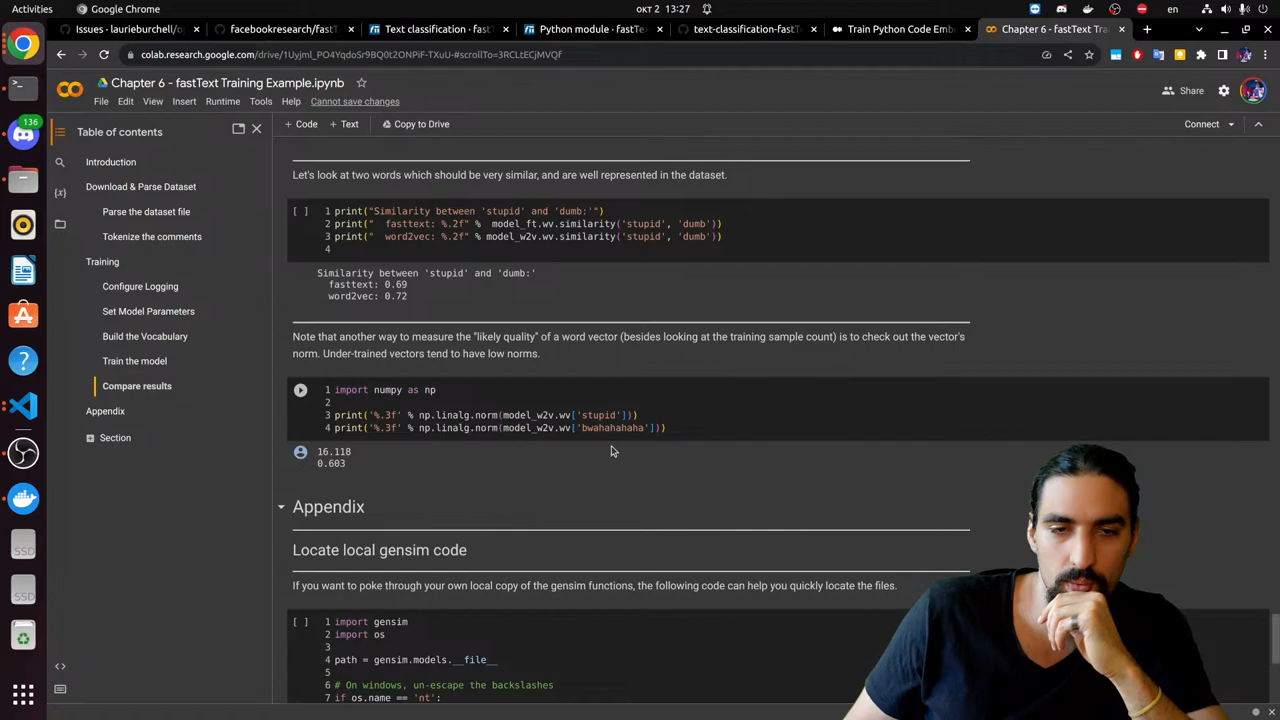 Activities
Google Chrome
окт 2 13:27
en
Issues · lauriebur­chell/op
facebookresearch/fastT
Text classification · fastT
Python module · fastTex
text-classification-fastTe
Train Python Code Embe
Chapter 6 - fastText Trai
colab.research.google.com/drive/1Uyjml_PO4YqdoSr9BQ0t2ONPiF-TXuU-#scrollTo=3RCLtECjMVQF
Chapter 6 - fastText Training Example.ipynb
File Edit View Insert Runtime Tools Help Cannot save changes
Share
Table of contents
+ Code + Text Copy to Drive
Connect
136
Introduction
Download & Parse Dataset
Parse the dataset file
Tokenize the comments
Training
Configure Logging
Set Model Parameters
Build the Vocabulary
Train the model
Compare results
Appendix
Section
{x}
Let's look at two words which should be very similar, and are well represented in the dataset.
[ ] 1 print("Similarity between 'stupid' and 'dumb:'")
2 print("  fasttext: %.2f" %  model_ft.wv.similarity('stupid', 'dumb'))
3 print("  word2vec: %.2f" % model_w2v.wv.similarity('stupid', 'dumb'))
4
Similarity between 'stupid' and 'dumb:'
fasttext: 0.69
word2vec: 0.72
Note that another way to measure the "likely quality" of a word vector (besides looking at the training sample count) is to check out the vector's
norm. Under-trained vectors tend to have low norms.
1 import numpy as np
2
3 print('%.3f' % np.linalg.norm(model_w2v.wv['stupid']))
4 print('%.3f' % np.linalg.norm(model_w2v.wv['bwahahahaha']))
16.118
0.603
Appendix
Locate local gensim code
If you want to poke through your own local copy of the gensim functions, the following code can help you quickly locate the files.
[ ] 1 import gensim
2 import os
3
4 path = gensim.models.__file__
5
6 # On windows, un-escape the backslashes
7 if os.name == 'nt':
SSD
SSD